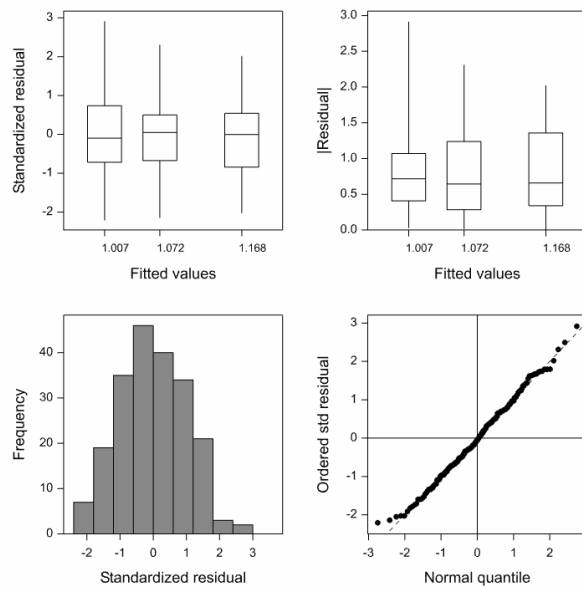 Standardized residual
3
2
1
0
-1
-2
1.007 1.072 1.168
Fitted values
|Residual|
3.0
2.5
2.0
1.5
1.0
0.5
0.0
1.007 1.072 1.168
Fitted values
Frequency
40
30
20
10
0
-2 -1 0 1 2 3
Standardized residual
Ordered std residual
3
2
1
0
-1
-2
-3 -2 -1 0 1 2
Normal quantile